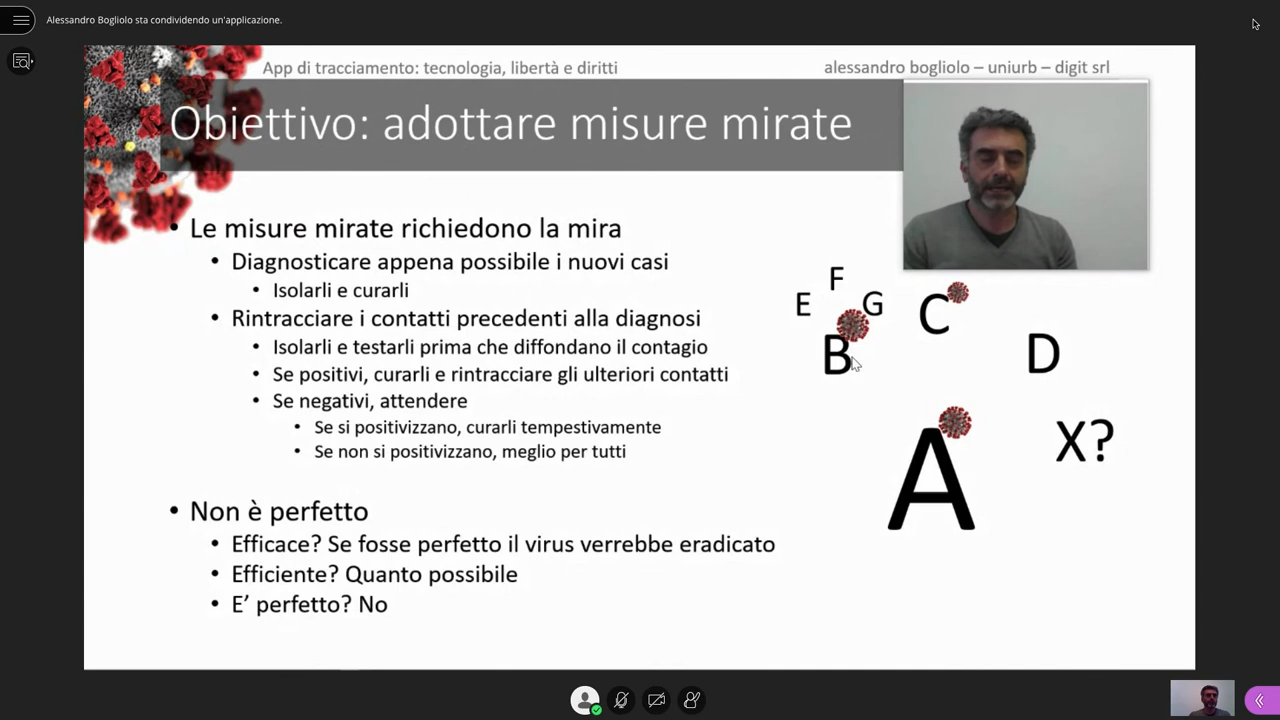 Alessandro Bogliolo sta condividendo un'applicazione.
App di tracciamento: tecnologia, libertà e diritti
alessandro bogliolo – uniurb – digit srl
Obiettivo: adottare misure mirate
• Le misure mirate richiedono la mira
• Diagnosticare appena possibile i nuovi casi
• Isolarli e curarli
• Rintracciare i contatti precedenti alla diagnosi
• Isolarli e testarli prima che diffondano il contagio
• Se positivi, curarli e rintracciare gli ulteriori contatti
• Se negativi, attendere
• Se si positivizzano, curarli tempestivamente
• Se non si positivizzano, meglio per tutti
• Non è perfetto
• Efficace? Se fosse perfetto il virus verrebbe eradicato
• Efficiente? Quanto possibile
• E’ perfetto? No
F
E
G
C
B
D
A
X?